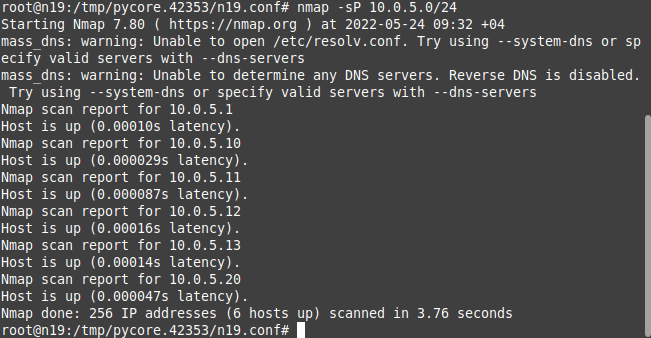 root@n19:/tmp/pycore.42353/n19.conf# nmap -sP 10.0.5.0/24
Starting Nmap 7.80 ( https://nmap.org ) at 2022-05-24 09:32 +04
mass_dns: warning: Unable to open /etc/resolv.conf. Try using --system-dns or sp
ecify valid servers with --dns-servers
mass_dns: warning: Unable to determine any DNS servers. Reverse DNS is disabled.
 Try using --system-dns or specify valid servers with --dns-servers
Nmap scan report for 10.0.5.1
Host is up (0.00010s latency).
Nmap scan report for 10.0.5.10
Host is up (0.000029s latency).
Nmap scan report for 10.0.5.11
Host is up (0.000087s latency).
Nmap scan report for 10.0.5.12
Host is up (0.00016s latency).
Nmap scan report for 10.0.5.13
Host is up (0.00014s latency).
Nmap scan report for 10.0.5.20
Host is up (0.000047s latency).
Nmap done: 256 IP addresses (6 hosts up) scanned in 3.76 seconds
root@n19:/tmp/pycore.42353/n19.conf#